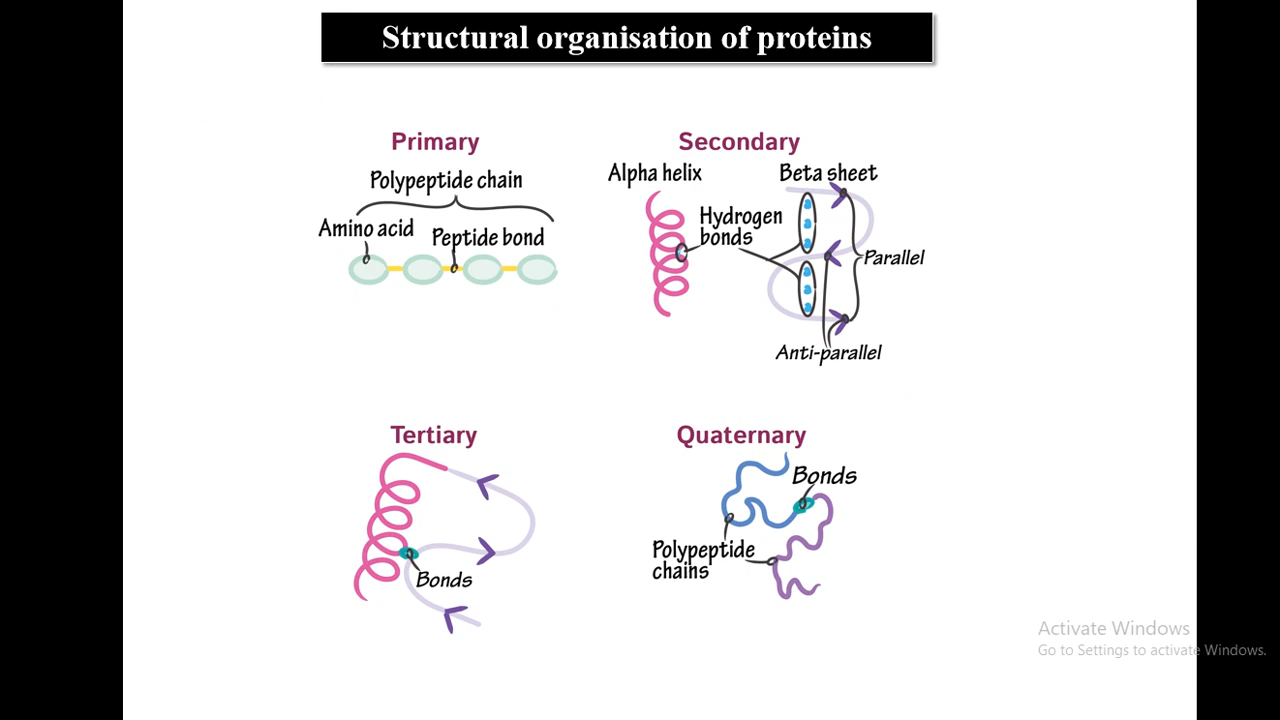 Structural organisation of proteins
Primary
Polypeptide chain
Amino acid
Peptide bond
Secondary
Alpha helix
Beta sheet
Hydrogen
bonds
Parallel
Anti-parallel
Tertiary
Bonds
Quaternary
Bonds
Polypeptide
chains
Activate Windows
Go to Settings to activate Windows.